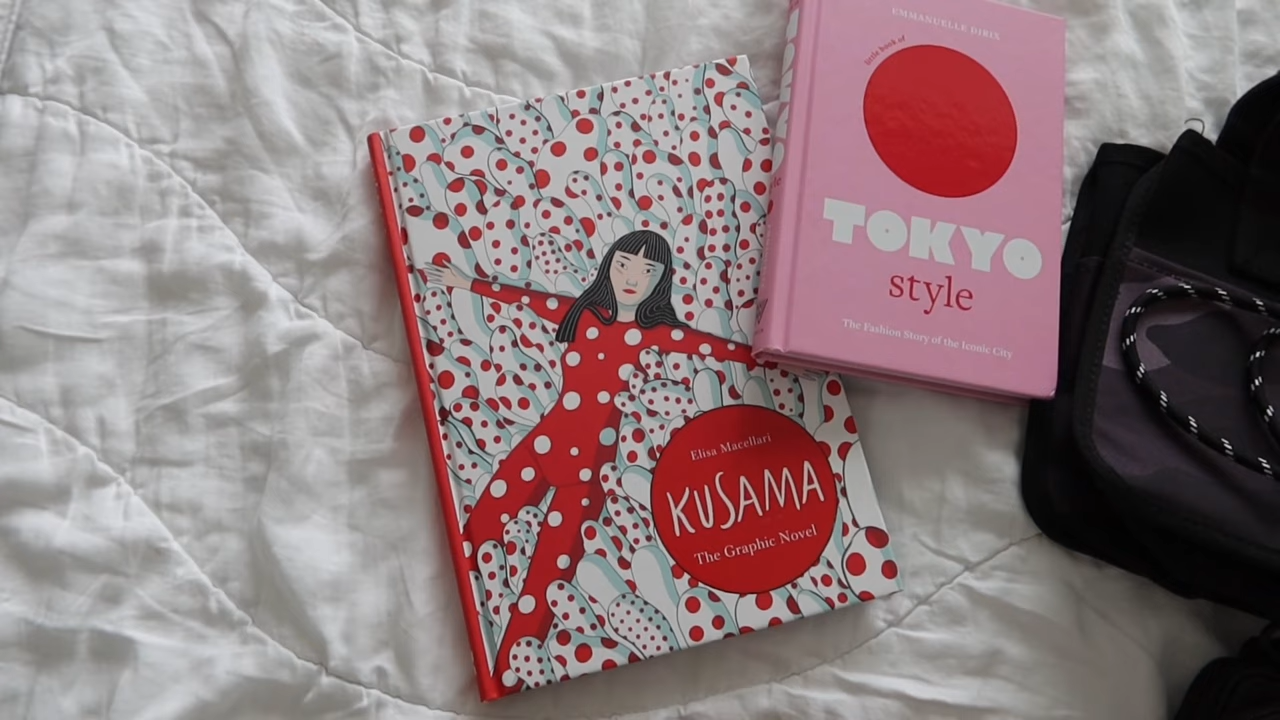 EMMANUELLE DIRIX
little book of
TOKYO
style
The Fashion Story of the Iconic City
Elisa Macellari
KUSAMA
The Graphic Novel